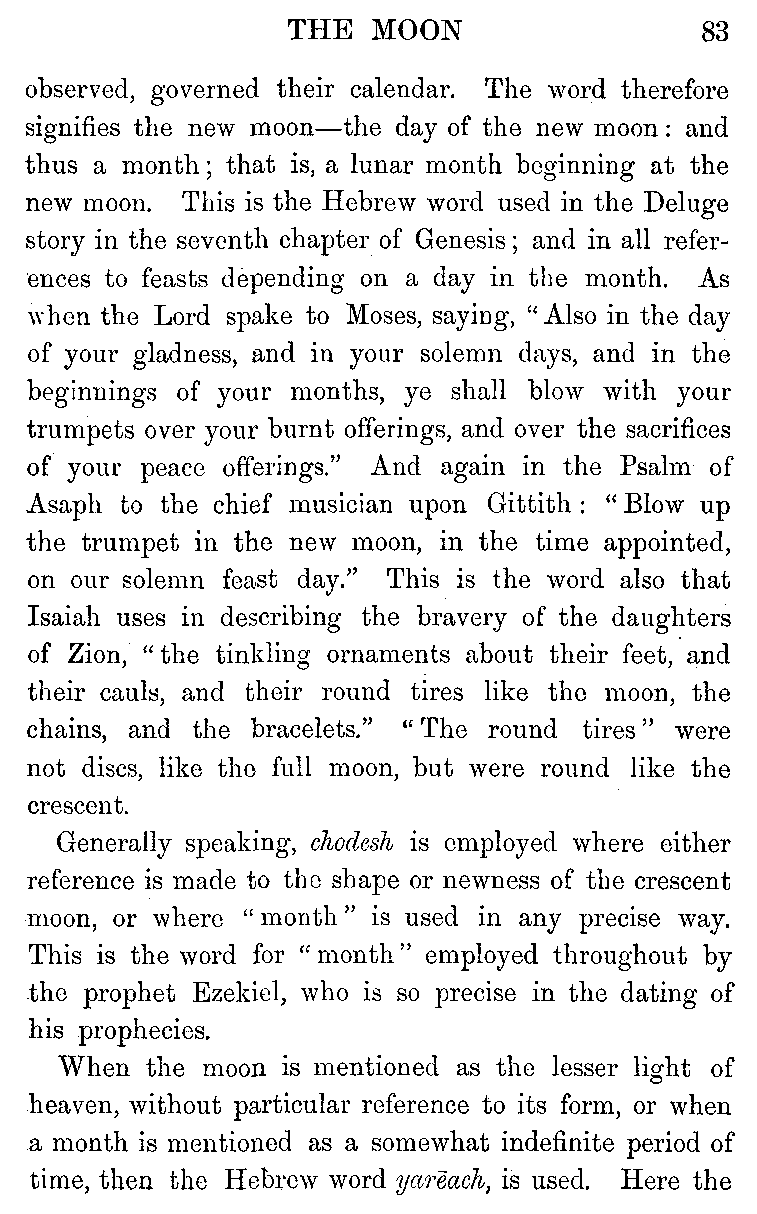 THE MOON 83
observed, governed their calendar. The word therefore
signifies the new moon—the day of the new moon : and
thus a month ; that is, a lunar month beginning at the
new moon. This is the Hebrew word used in the Deluge
story in the seventh chapter of Genesis ; and in all refer-
ences to feasts depending on a day in the month. As
when the Lord spake to Moses, saying, “ Also in the day
of your gladness, and in your solemn days, and in the
beginnings of your months, ye shall blow with your
trumpets over your burnt offerings, and over the sacrifices
of your peace offerings.” And again in the Psalm of
Asaph to the chief musician upon Gittith : “ Blow up
the trumpet in the new moon, in the time appointed,
on our solemn feast day.” This is the word also that
Isaiah uses in describing the bravery of the daughters
of Zion, “ the tinkling ornaments about their feet, and
their cauls, and their round tires like the moon, the
chains, and the bracelets.” “ The round tires ” were
not discs, like the full moon, but were round like the
crescent.
Generally speaking, chodesh is employed where either
reference is made to the shape or newness of the crescent
moon, or where “ month ” is used in any precise way.
This is the word for “ month ” employed throughout by
the prophet Ezekiel, who is so precise in the dating of
his prophecies.
When the moon is mentioned as the lesser light of
heaven, without particular reference to its form, or when
a month is mentioned as a somewhat indefinite period of
time, then the Hebrew word yarēach, is used. Here the